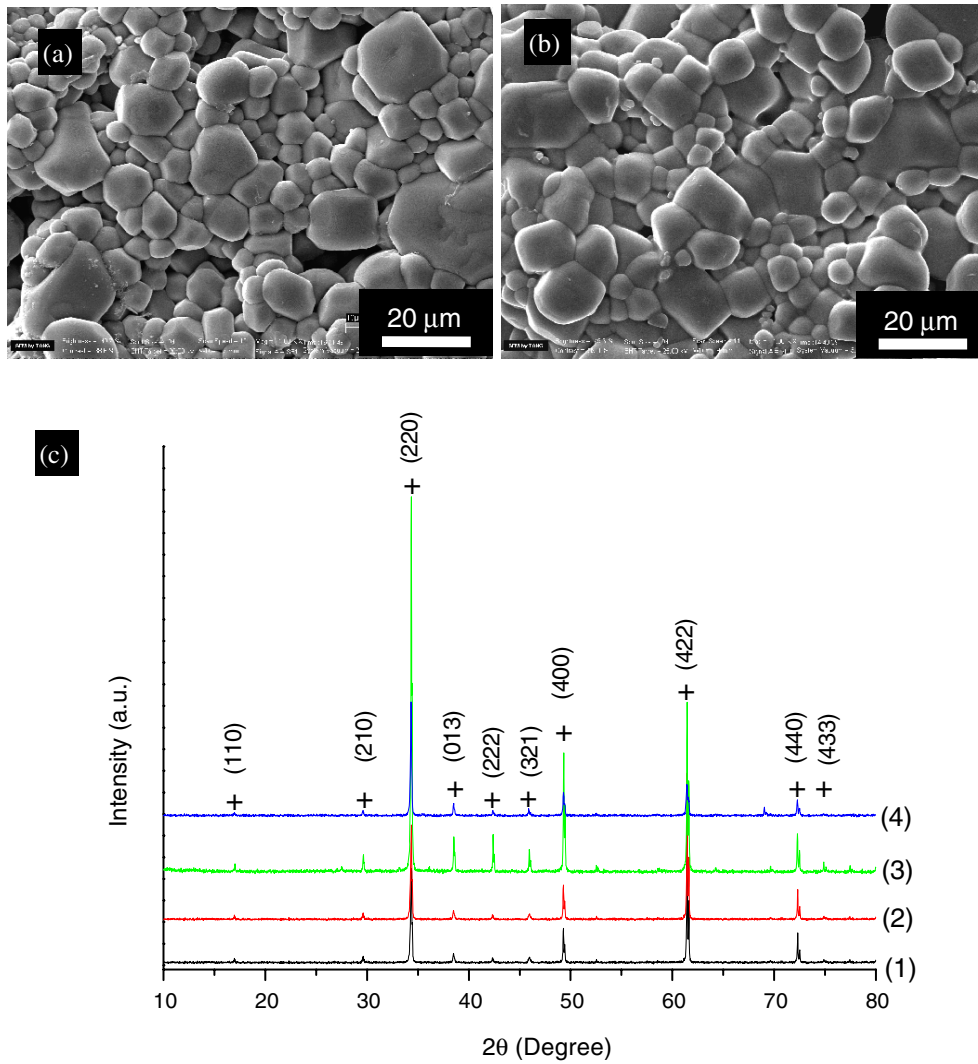 (a)
(b)
20 μm
20 μm
(c)
(220)
(422)
(400)
(110)
(210)
(013)
(222)
(321)
(440)
(433)
Intensity (a.u.)
(4)
(3)
(2)
(1)
10 20 30 40 50 60 70 80
2θ (Degree)